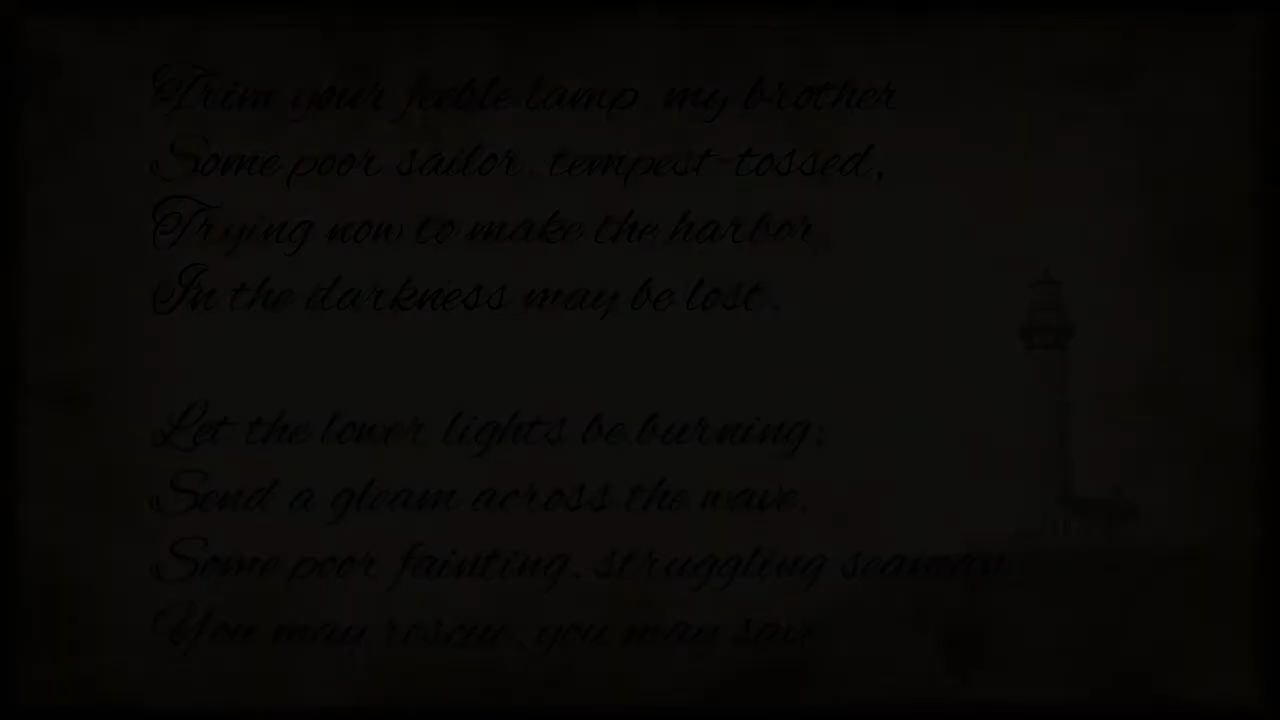 Trim your feeble lamp, my brother
Some poor sailor, tempest-tossed,
Trying now to make the harbor,
In the darkness may be lost.
Let the lower lights be burning;
Send a gleam across the wave.
Some poor fainting, struggling seaman
You may rescue, you may save